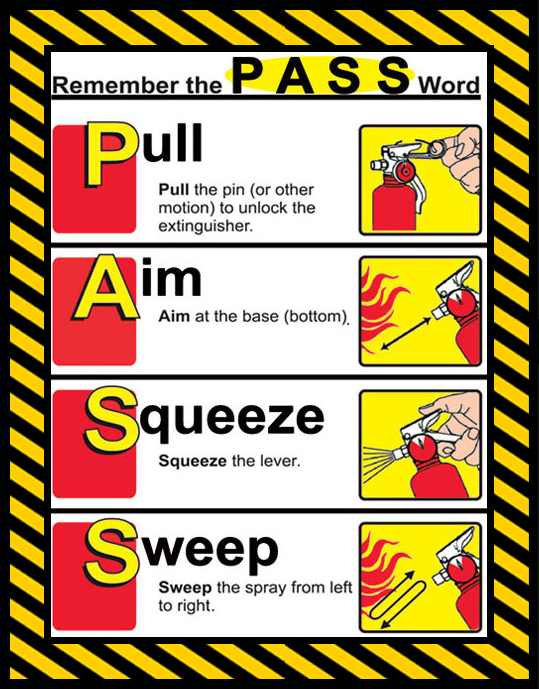 Remember the PASS Word
Pull
Pull the pin (or other
motion) to unlock the
extinguisher.
Aim
Aim at the base (bottom).
Squeeze
Squeeze the lever.
Sweep
Sweep the spray from left
to right.